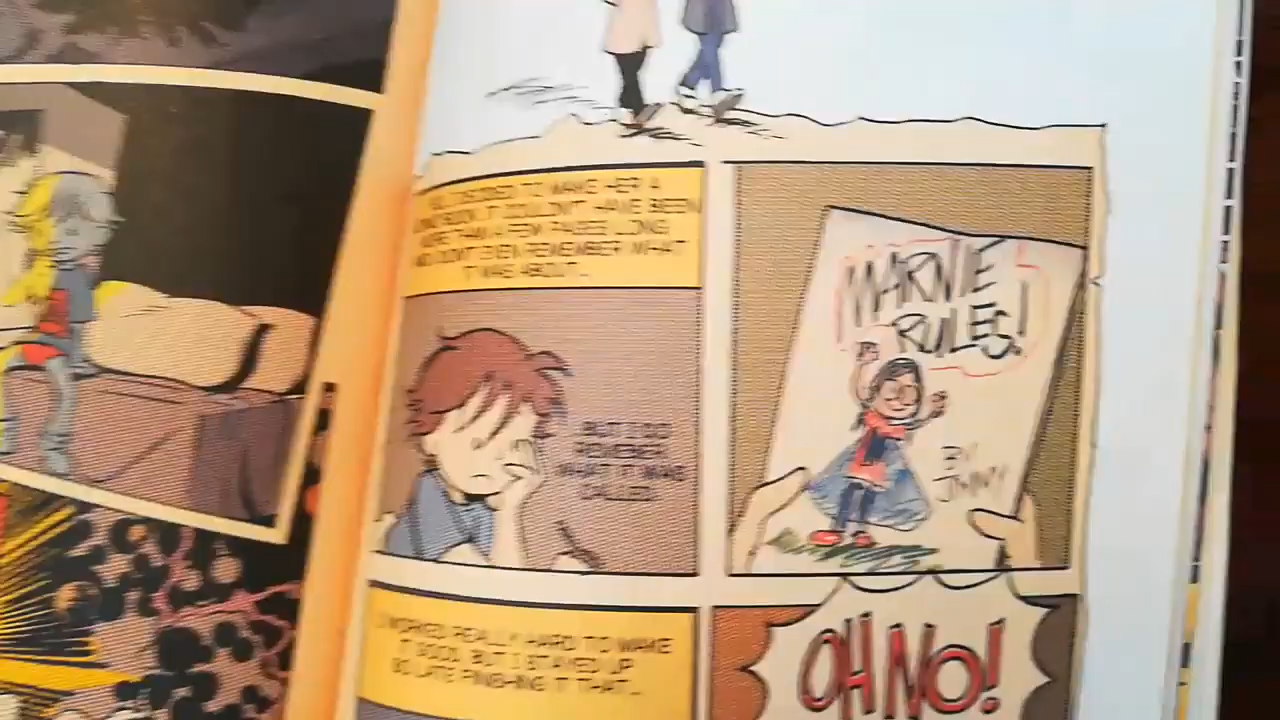 DECIDED TO MAKE HER A
BOOK. IT COULDN'T HAVE BEEN
MORE THAN A FEW PAGES LONG,
AND I DON'T EVEN REMEMBER WHAT
IT WAS ABOUT...
BUT I DO
REMEMBER
WHAT IT WAS
CALLED.
MARNIE
RULES!
BY
JIMMY
I WORKED REALLY HARD TO MAKE
IT GOOD, BUT I STAYED UP
SO LATE FINISHING IT THAT...
OH NO!